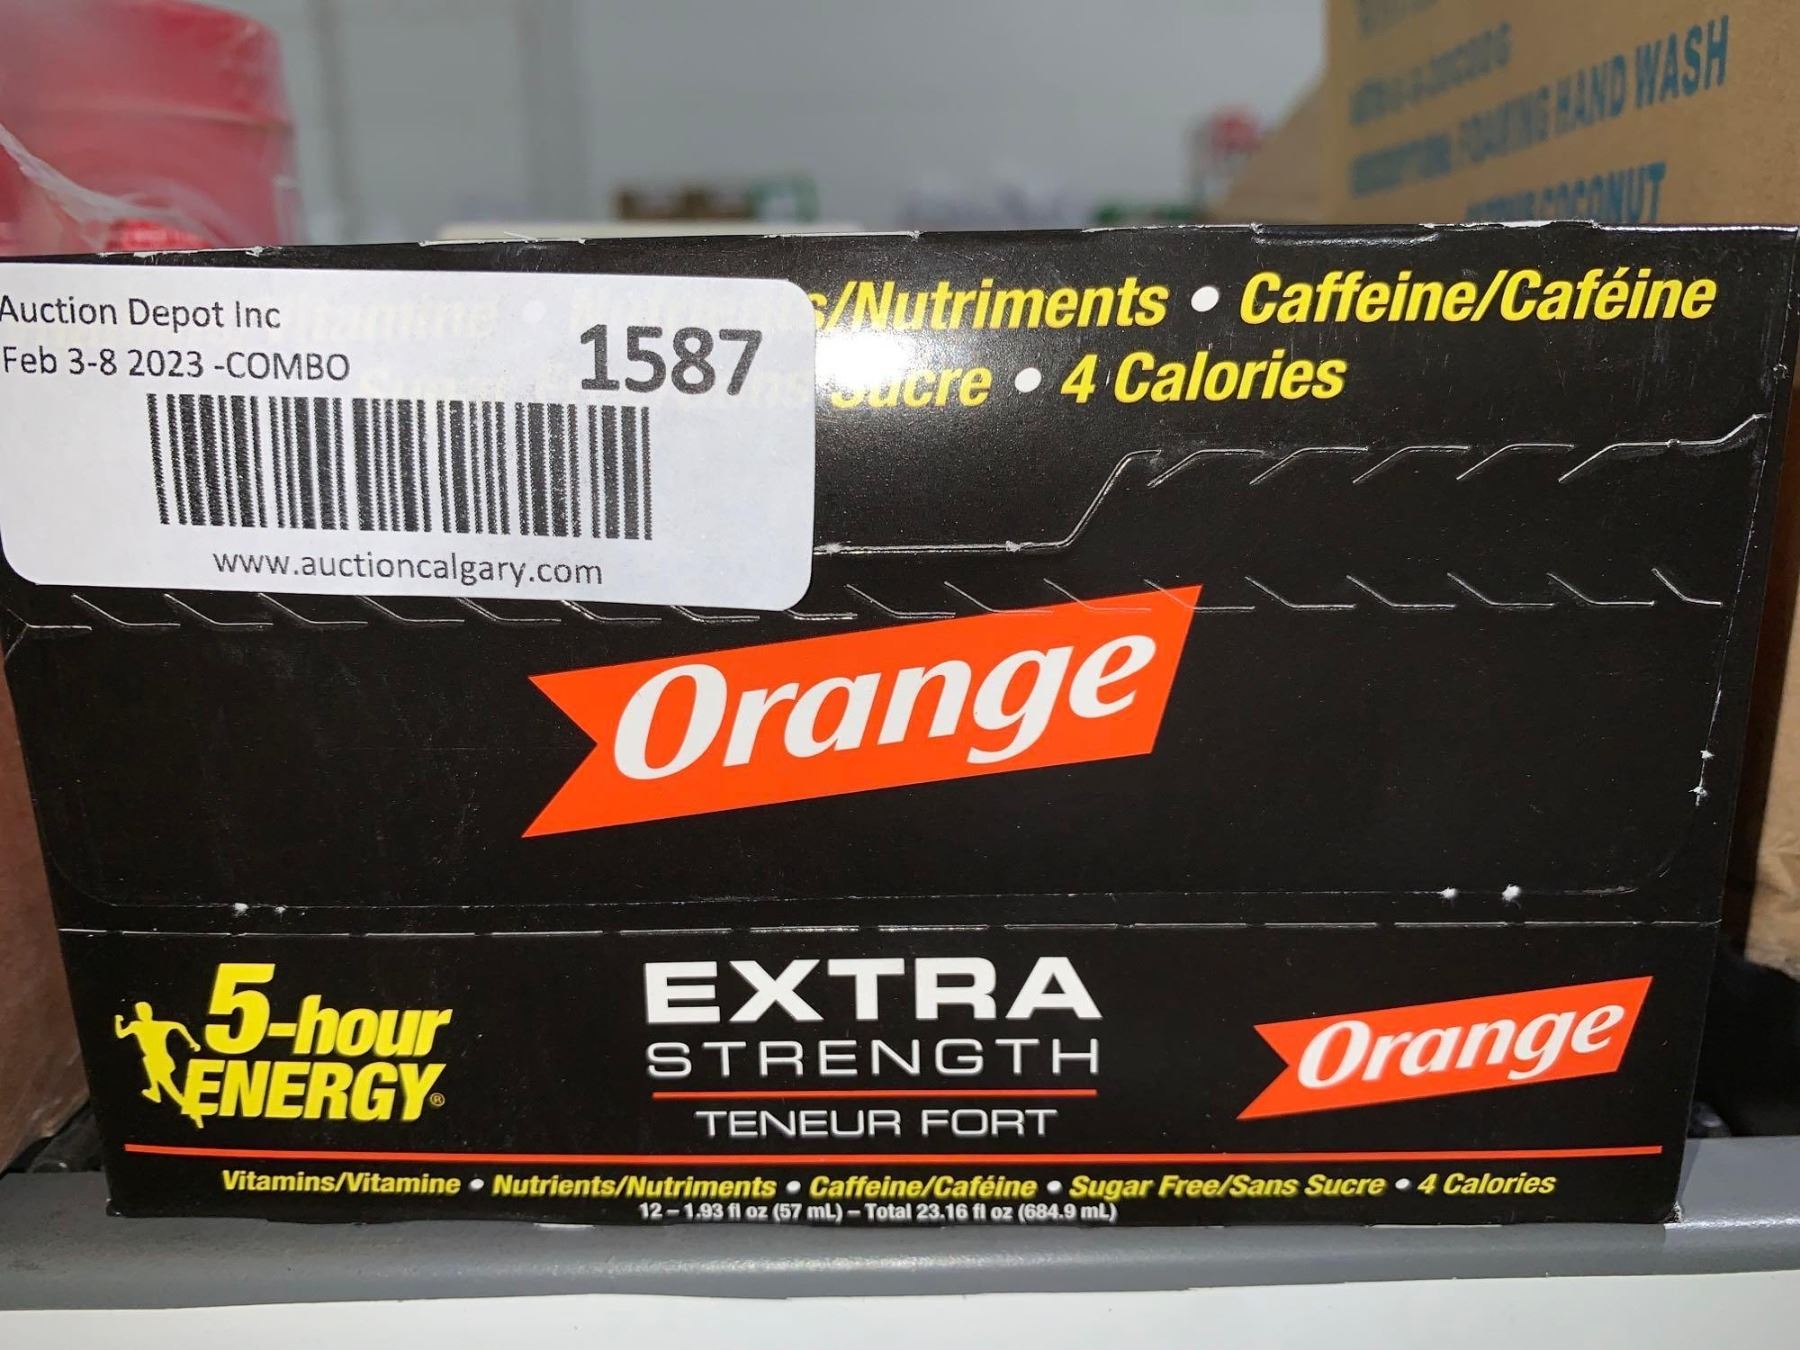 HAND WASH
COCONUT
Auction Depot Inc
Feb 3-8 2023 -COMBO
1587
www.auctioncalgary.com
/Nutriments • Caffeine/Caféine
Sucre • 4 Calories
Orange
5-hour
ENERGY®
EXTRA
STRENGTH
TENEUR FORT
Orange
Vitamins/Vitamine • Nutrients/Nutriments • Caffeine/Caféine • Sugar Free/Sans Sucre • 4 Calories
12 – 1.93 fl oz (57 mL) – Total 23.16 fl oz (684.9 mL)